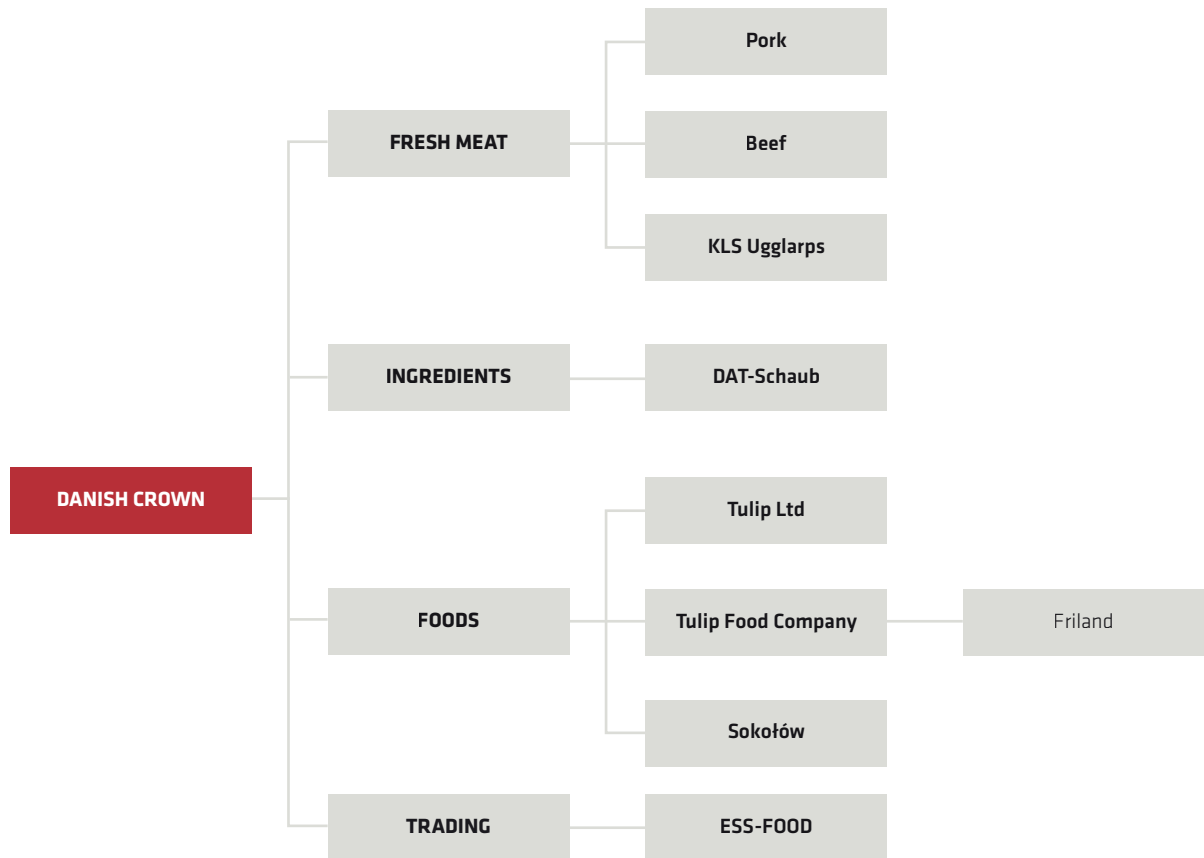 Pork
FRESH MEAT
Beef
KLS Ugglarps
INGREDIENTS
DAT-Schaub
DANISH CROWN
Tulip Ltd
FOODS
Tulip Food Company
Friland
Sokołów
TRADING
ESS-FOOD